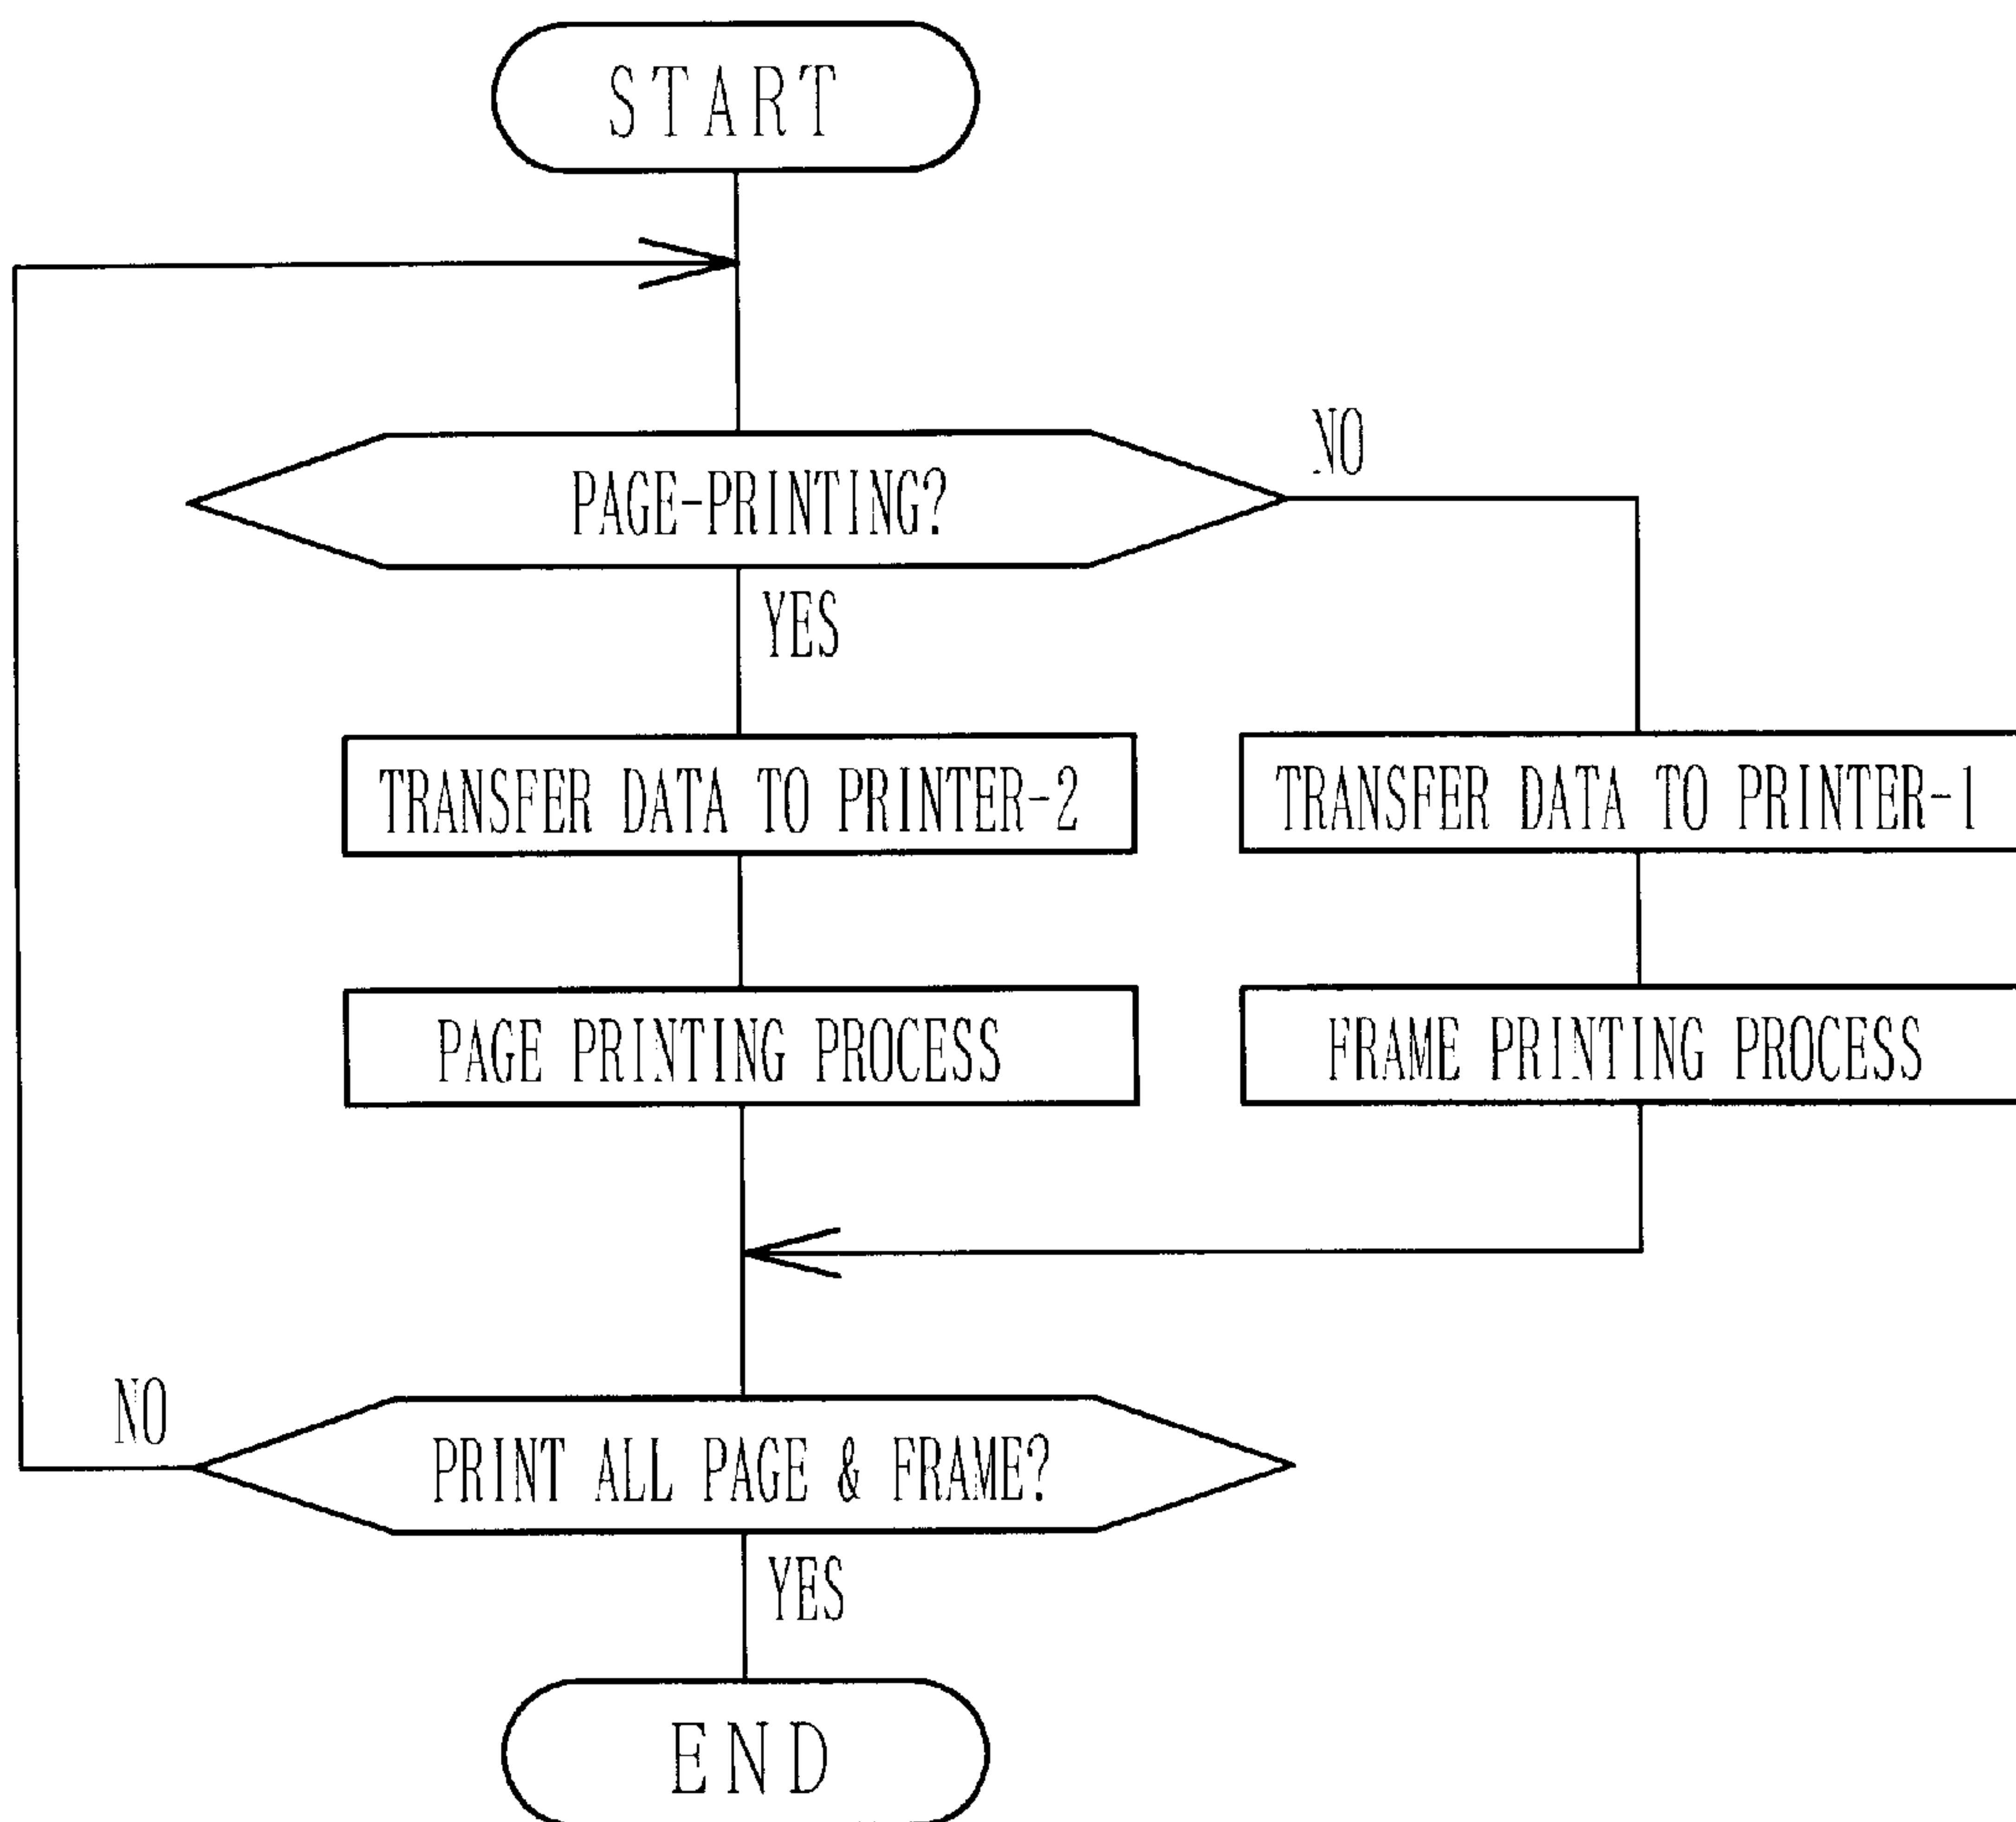 START
PAGE-PRINTING?
NO
YES
TRANSFER DATA TO PRINTER-2
TRANSFER DATA TO PRINTER-1
PAGE PRINTING PROCESS
FRAME PRINTING PROCESS
NO
PRINT ALL PAGE & FRAME?
YES
END